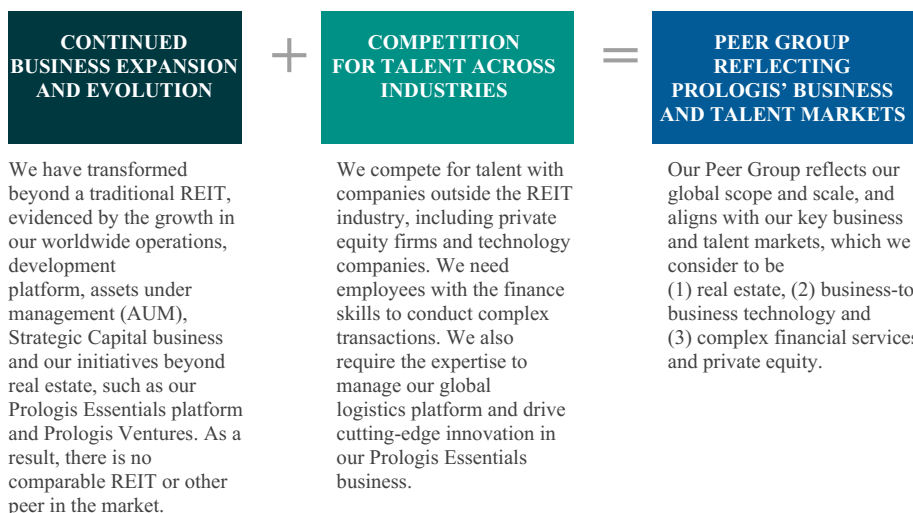 CONTINUED
BUSINESS EXPANSION
AND EVOLUTION
+
COMPETITION
FOR TALENT ACROSS
INDUSTRIES
=
PEER GROUP
REFLECTING
PROLOGIS’ BUSINESS
AND TALENT MARKETS
We have transformed
beyond a traditional REIT,
evidenced by the growth in
our worldwide operations,
development
platform, assets under
management (AUM),
Strategic Capital business
and our initiatives beyond
real estate, such as our
Prologis Essentials platform
and Prologis Ventures. As a
result, there is no
comparable REIT or other
peer in the market.
We compete for talent with
companies outside the REIT
industry, including private
equity firms and technology
companies. We need
employees with the finance
skills to conduct complex
transactions. We also
require the expertise to
manage our global
logistics platform and drive
cutting-edge innovation in
our Prologis Essentials
business.
Our Peer Group reflects our
global scope and scale, and
aligns with our key business
and talent markets, which we
consider to be
(1) real estate, (2) business-to
business technology and
(3) complex financial services
and private equity.